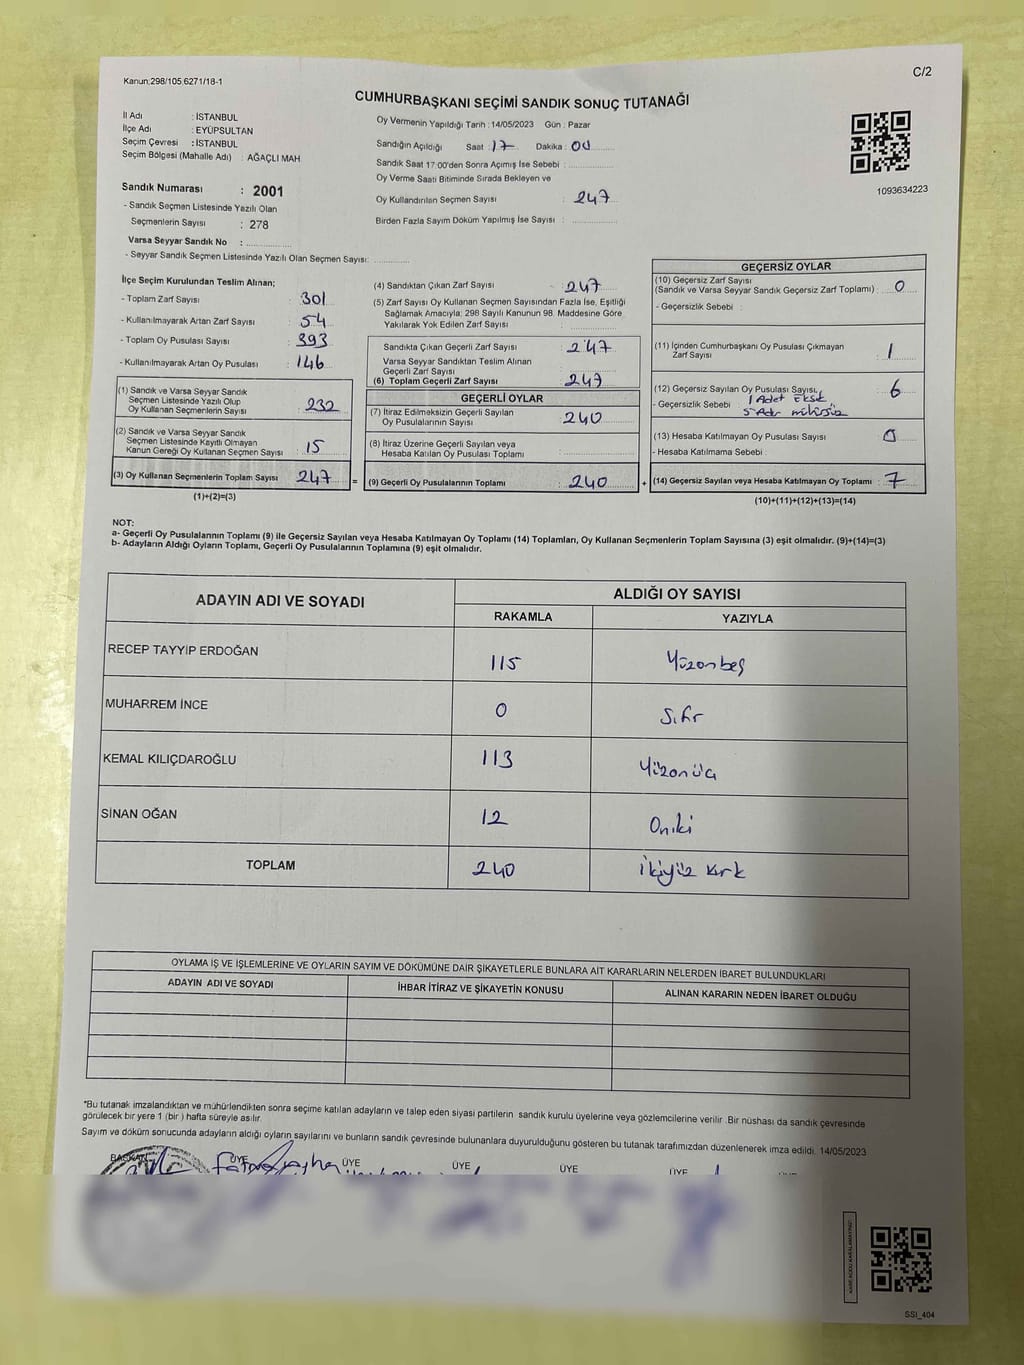 Kanun;298/105,6271/18-1
C/2
CUMHURBAŞKANI SEÇİMİ SANDIK SONUÇ TUTANAĞI
İl Adı : İSTANBUL
İlçe Adı : EYÜPSULTAN
Seçim Çevresi : İSTANBUL
Seçim Bölgesi (Mahalle Adı) : AĞAÇLI MAH
Sandık Numarası : 2001
- Sandık Seçmen Listesinde Yazılı Olan
Seçmenlerin Sayısı : 278
Varsa Seyyar Sandık No : ..............
- Seyyar Sandık Seçmen Listesinde Yazılı Olan Seçmen Sayısı: ............
Oy Vermenin Yapıldığı Tarih : 14/05/2023 Gün : Pazar
Sandığın Açıldığı Saat : 17 Dakika : 00
Sandık Saat 17:00'den Sonra Açımış İse Sebebi : ..............
Oy Verme Saati Bitiminde Sırada Bekleyen ve
Oy Kullandırılan Seçmen Sayısı : 247
Birden Fazla Sayım Döküm Yapılmış İse Sayısı : ..............
1093634223
İlçe Seçim Kurulundan Teslim Alınan;
- Toplam Zarf Sayısı : 301
- Kullanılmayarak Artan Zarf Sayısı : 54
- Toplam Oy Pusulası Sayısı : 393
- Kullanılmayarak Artan Oy Pusulası : 146
(1) Sandık ve Varsa Seyyar Sandık
Seçmen Listesinde Yazılı Olup
Oy Kullanan Seçmenlerin Sayısı : 232
(2) Sandık ve Varsa Seyyar Sandık
Seçmen Listesinde Kayıtlı Olmayan
Kanun Gereği Oy Kullanan Seçmen Sayısı : 15
(3) Oy Kullanan Seçmenlerin Toplam Sayısı : 247 =
(1)+(2)=(3)
(4) Sandıktan Çıkan Zarf Sayısı : 247
(5) Zarf Sayısı Oy Kullanan Seçmen Sayısından Fazla İse, Eşitliği
Sağlamak Amacıyla; 298 Sayılı Kanunun 98. Maddesine Göre
Yakılarak Yok Edilen Zarf Sayısı : ..............
Sandıkta Çıkan Geçerli Zarf Sayısı : 247
Varsa Seyyar Sandıktan Teslim Alınan
Geçerli Zarf Sayısı : ..............
(6) Toplam Geçerli Zarf Sayısı : 247
GEÇERLİ OYLAR
(7) İtiraz Edilmeksizin Geçerli Sayılan
Oy Pusulalarının Sayısı : 240
(8) İtiraz Üzerine Geçerli Sayılan veya
Hesaba Katılan Oy Pusulası Toplamı : ..............
(9) Geçerli Oy Pusulalarının Toplamı : 240 +
GEÇERSİZ OYLAR
(10) Geçersiz Zarf Sayısı
(Sandık ve Varsa Seyyar Sandık Geçersiz Zarf Toplamı) : 0
- Geçersizlik Sebebi :
(11) İçinden Cumhurbaşkanı Oy Pusulası Çıkmayan
Zarf Sayısı : 1
(12) Geçersiz Sayılan Oy Pusulası Sayısı : 6
- Geçersizlik Sebebi : 1 Adet Eksik
5 Adet mühürsüz
(13) Hesaba Katılmayan Oy Pusulası Sayısı : 0
- Hesaba Katılmama Sebebi :
(14) Geçersiz Sayılan veya Hesaba Katılmayan Oy Toplamı : 7
(10)+(11)+(12)+(13)=(14)
NOT:
a- Geçerli Oy Pusulalarının Toplamı (9) ile Geçersiz Sayılan veya Hesaba Katılmayan Oy Toplamı (14) Toplamları, Oy Kullanan Seçmenlerin Toplam Sayısına (3) eşit olmalıdır. (9)+(14)=(3)
b- Adayların Aldığı Oyların Toplamı, Geçerli Oy Pusulalarının Toplamına (9) eşit olmalıdır.
ADAYIN ADI VE SOYADI ALDIĞI OY SAYISI
RAKAMLA YAZIYLA
RECEP TAYYİP ERDOĞAN 115 Yüzonbeş
MUHARREM İNCE 0 Sıfır
KEMAL KILIÇDAROĞLU 113 Yüzonüç
SİNAN OĞAN 12 Oniki
TOPLAM 240 ikiyüz kırk
OYLAMA İŞ VE İŞLEMLERİNE VE OYLARIN SAYIM VE DÖKÜMÜNE DAİR ŞİKAYETLERLE BUNLARA AİT KARARLARIN NELERDEN İBARET BULUNDUKLARI
ADAYIN ADI VE SOYADI İHBAR İTİRAZ VE ŞİKAYETİN KONUSU ALINAN KARARIN NEDEN İBARET OLDUĞU
*Bu tutanak imzalandıktan ve mühürlendikten sonra seçime katılan adayların ve talep eden siyasi partilerin sandık kurulu üyelerine veya gözlemcilerine verilir. Bir nüshası da sandık çevresinde
görülecek bir yere 1 (bir ) hafta süreyle asılır.
Sayım ve döküm sonucunda adayların aldığı oyların sayılarını ve bunların sandık çevresinde bulunanlara duyurulduğunu gösteren bu tutanak tarafımızdan düzenlenerek imza edildi. 14/05/2023
BAŞKAN ÜYE ÜYE ÜYE ÜYE ÜYE
SSI_404